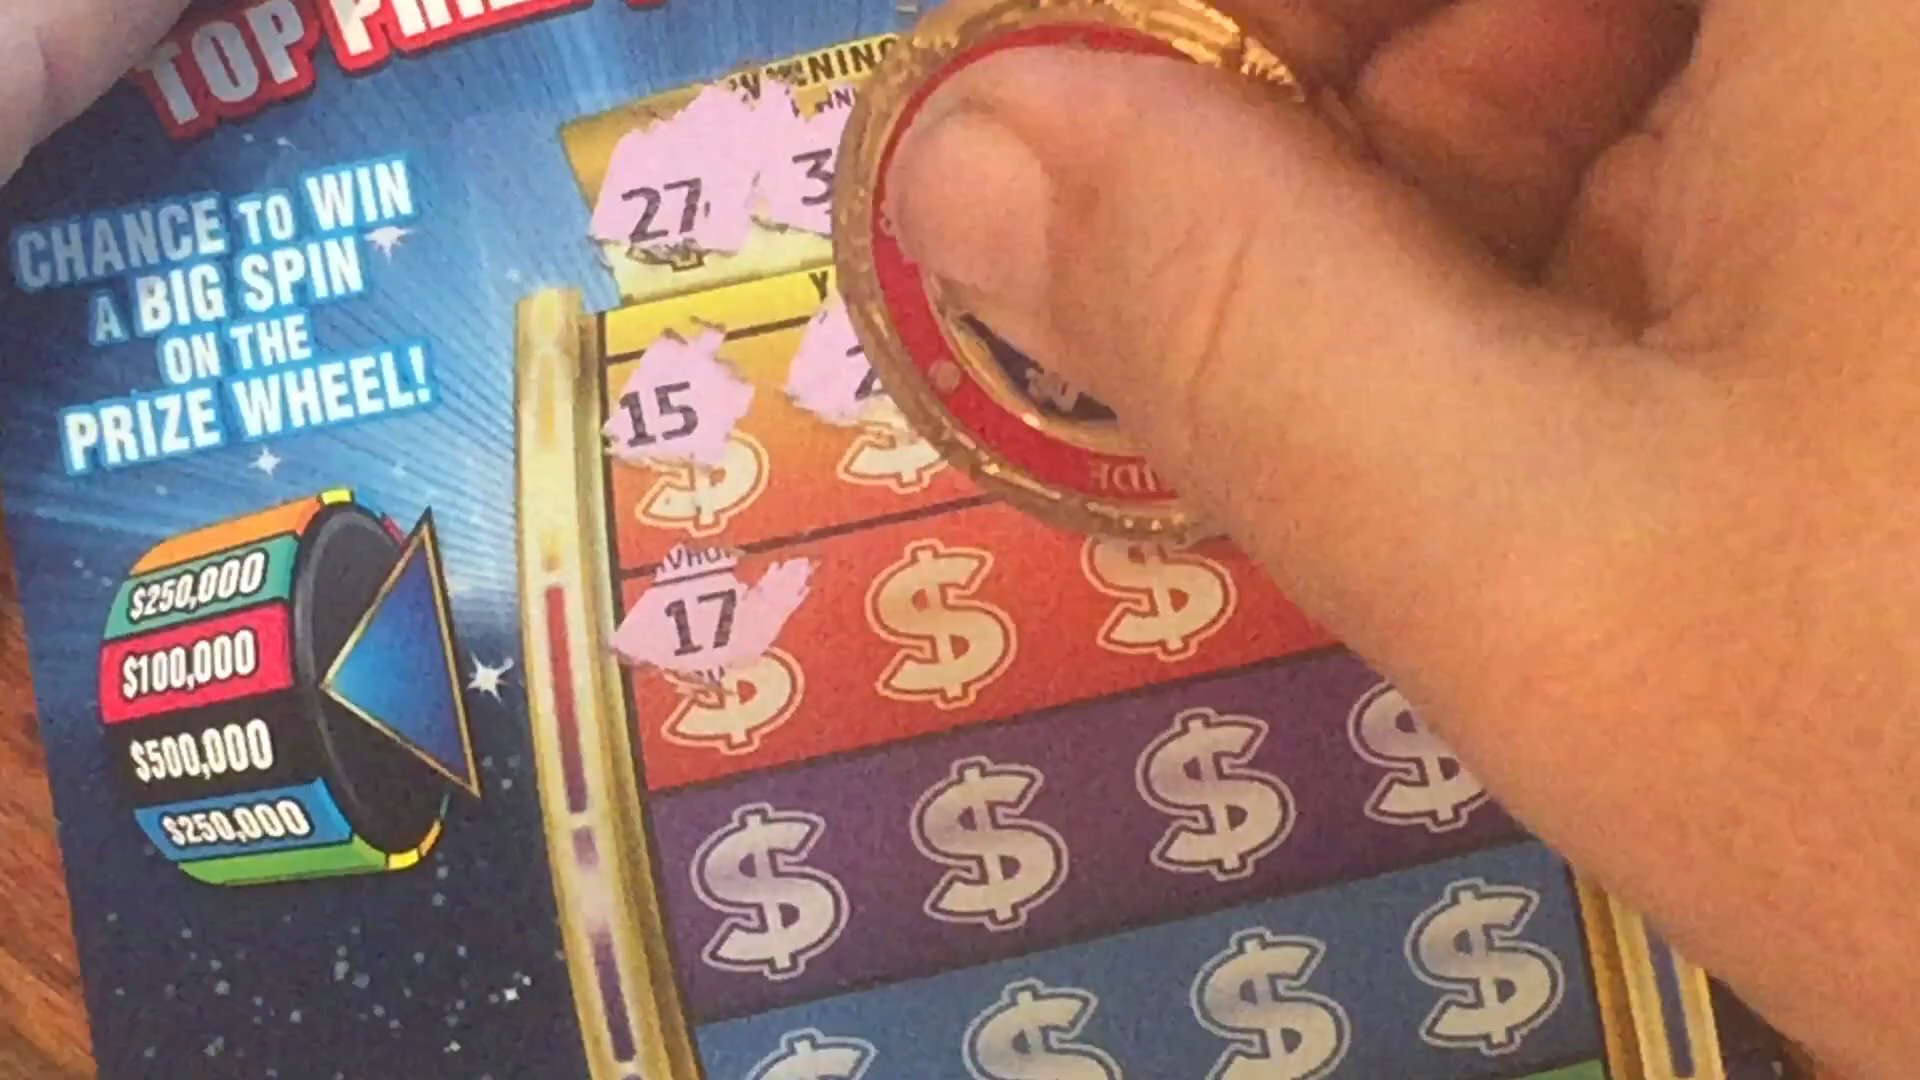 TOP
CHANCE TO WIN
A BIG SPIN
ON THE
PRIZE WHEEL!
27
15
17
$250,000
$100,000
$500,000
$250,000